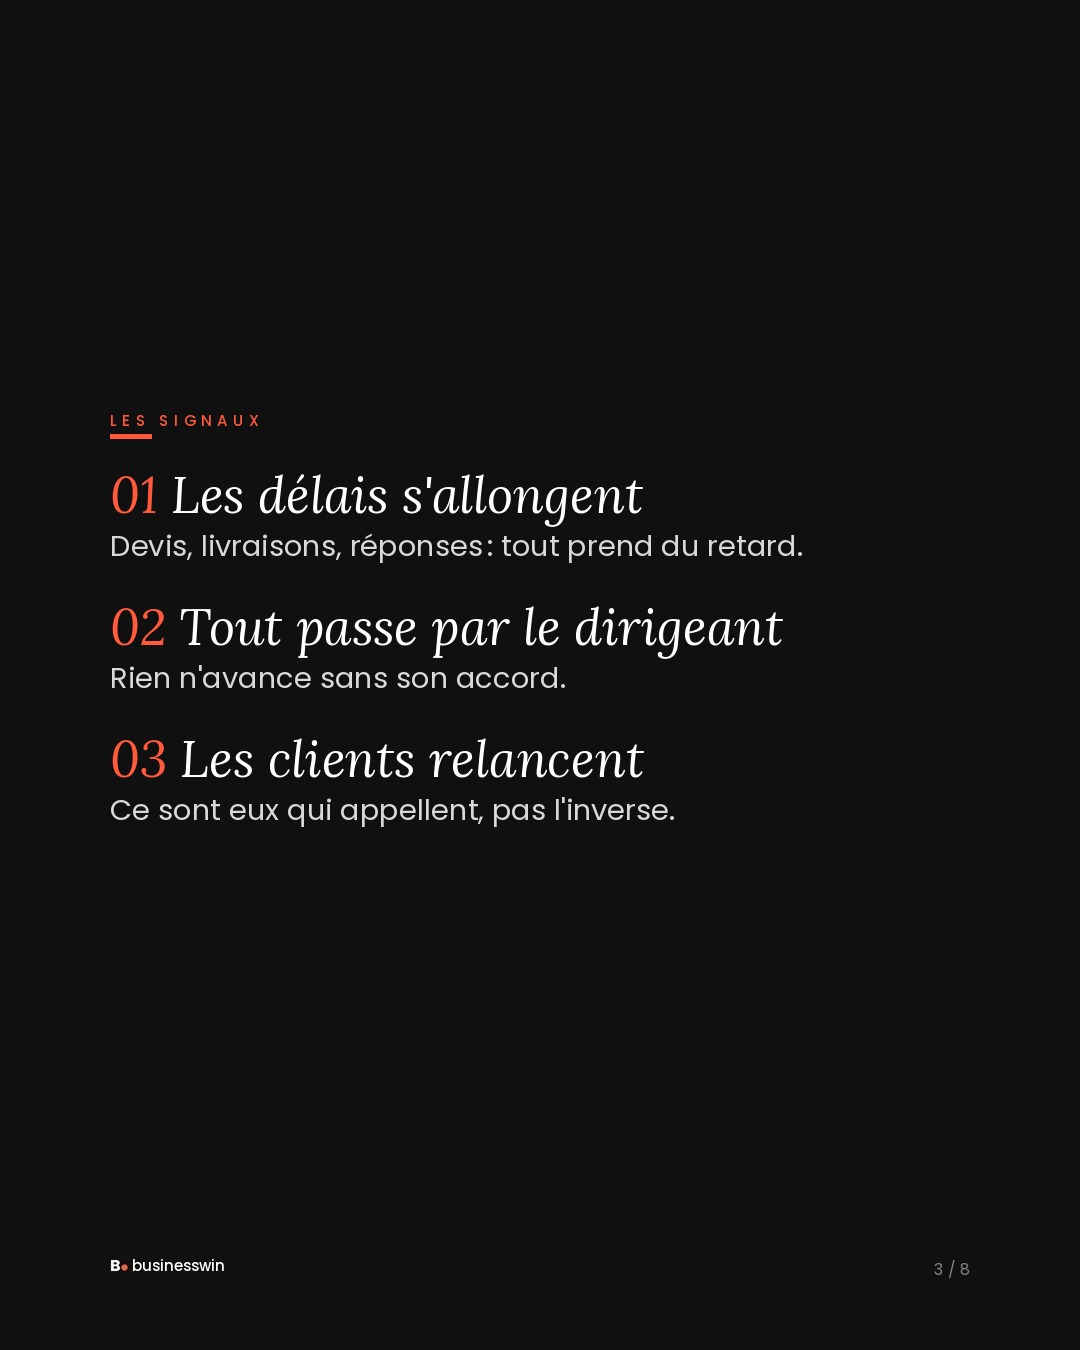 LES SIGNAUX
01 Les délais s'allongent
Devis, livraisons, réponses : tout prend du retard.
02 Tout passe par le dirigeant
Rien n'avance sans son accord.
03 Les clients relancent
Ce sont eux qui appellent, pas l'inverse.
B• businesswin
3 / 8